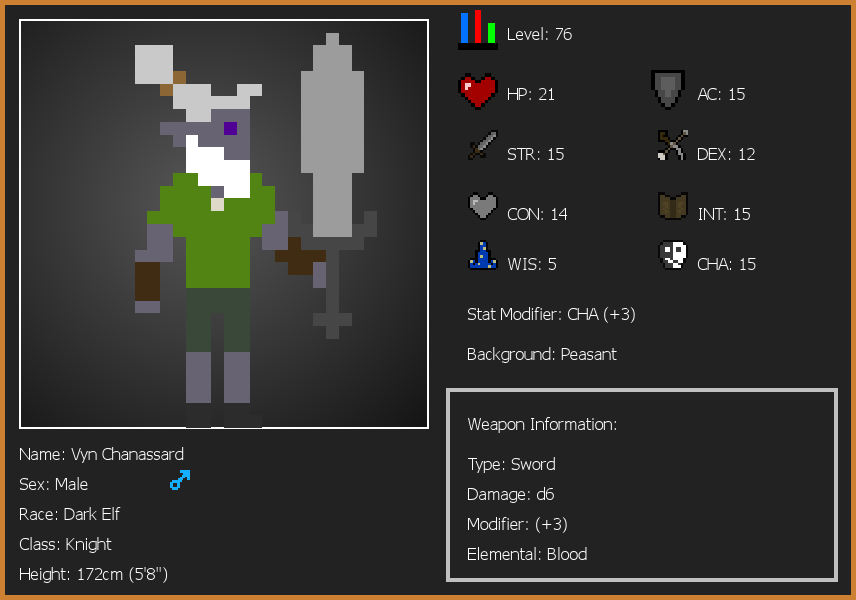 Level: 76
HP: 21
AC: 15
STR: 15
DEX: 12
CON: 14
INT: 15
WIS: 5
CHA: 15
Stat Modifier: CHA (+3)
Background: Peasant
Weapon Information:
Type: Sword
Damage: d6
Modifier: (+3)
Elemental: Blood
Name: Vyn Chanassard
Sex: Male
Race: Dark Elf
Class: Knight
Height: 172cm (5'8")